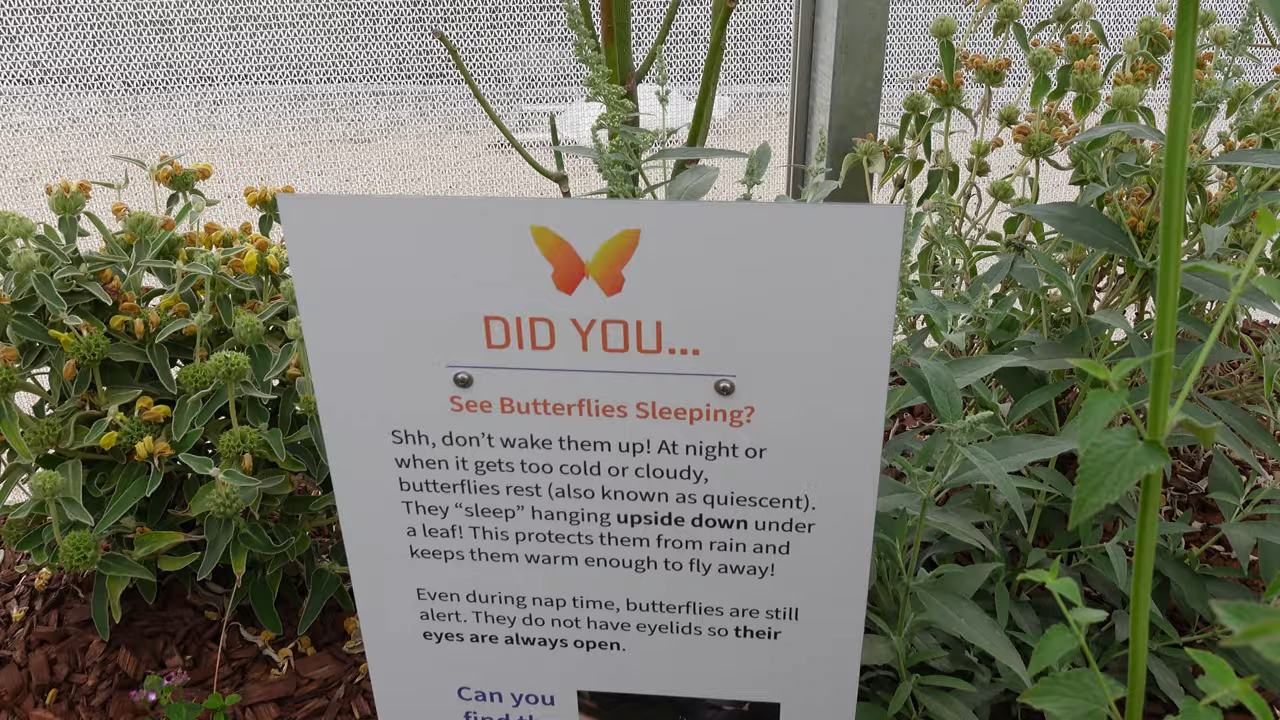 DID YOU...
See Butterflies Sleeping?
Shh, don't wake them up! At night or
when it gets too cold or cloudy,
butterflies rest (also known as quiescent).
They “sleep” hanging upside down under
a leaf! This protects them from rain and
keeps them warm enough to fly away!
Even during nap time, butterflies are still
alert. They do not have eyelids so their
eyes are always open.
Can you
find